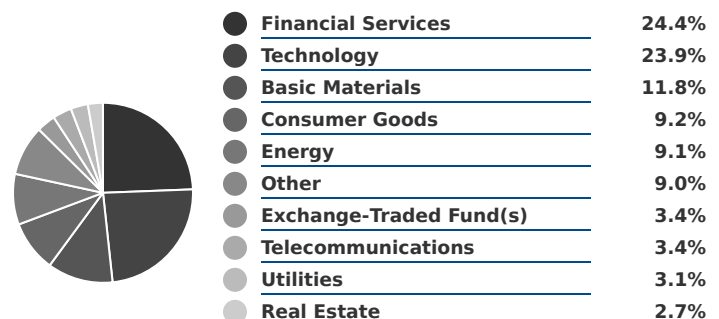 Financial Services 24.4%
Technology 23.9%
Basic Materials 11.8%
Consumer Goods 9.2%
Energy 9.1%
Other 9.0%
Exchange-Traded Fund(s) 3.4%
Telecommunications 3.4%
Utilities 3.1%
Real Estate 2.7%